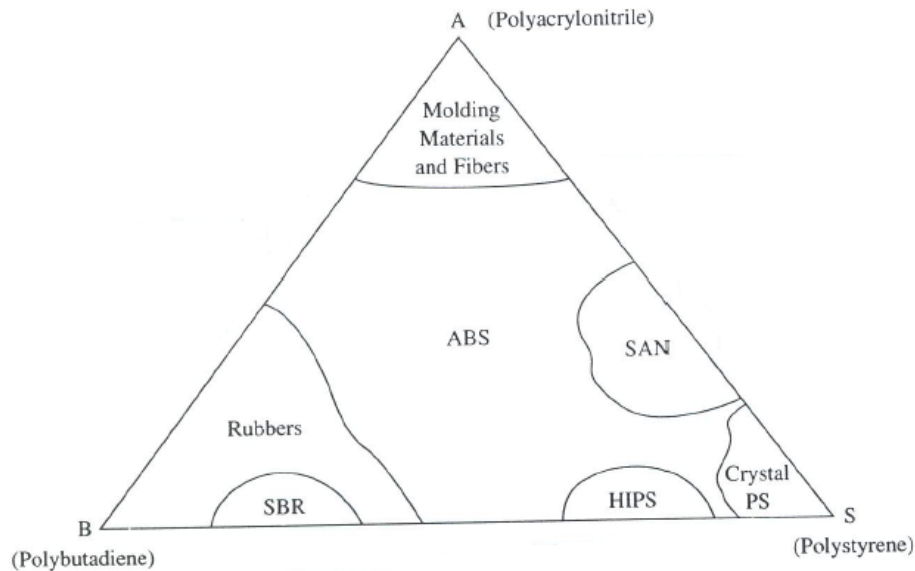 A (Polyacrylonitrile)
Molding
Materials
and Fibers
ABS
SAN
Rubbers
Crystal
PS
SBR
HIPS
B
S
(Polybutadiene)
(Polystyrene)